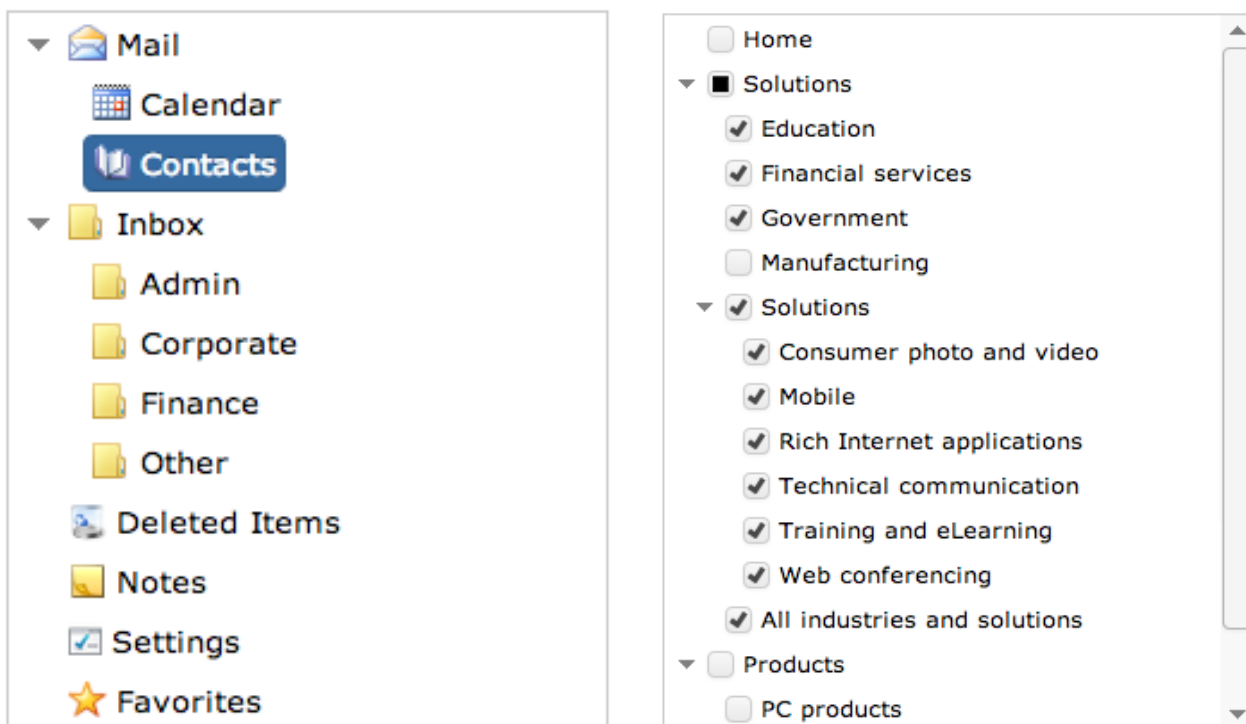 Mail
Calendar
Contacts
Inbox
Admin
Corporate
Finance
Other
Deleted Items
Notes
Settings
Favorites
Home
Solutions
Education
Financial services
Government
Manufacturing
Solutions
Consumer photo and video
Mobile
Rich Internet applications
Technical communication
Training and eLearning
Web conferencing
All industries and solutions
Products
PC products